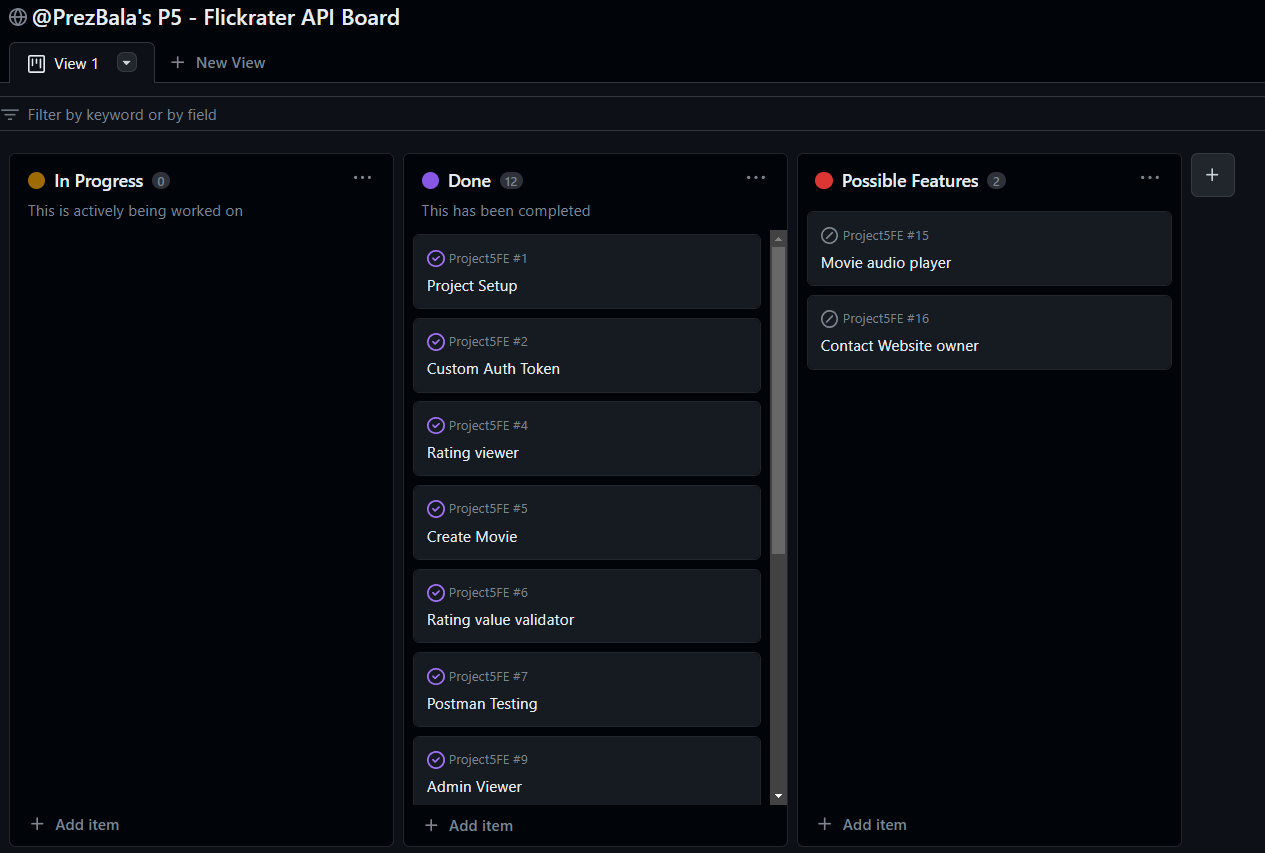 @PrezBala's P5 - Flickrater API Board
View 1
New View
Filter by keyword or by field
In Progress 0
This is actively being worked on
Add item
Done 12
This has been completed
Project5FE #1
Project Setup
Project5FE #2
Custom Auth Token
Project5FE #4
Rating viewer
Project5FE #5
Create Movie
Project5FE #6
Rating value validator
Project5FE #7
Postman Testing
Project5FE #9
Admin Viewer
Add item
Possible Features 2
Project5FE #15
Movie audio player
Project5FE #16
Contact Website owner
Add item